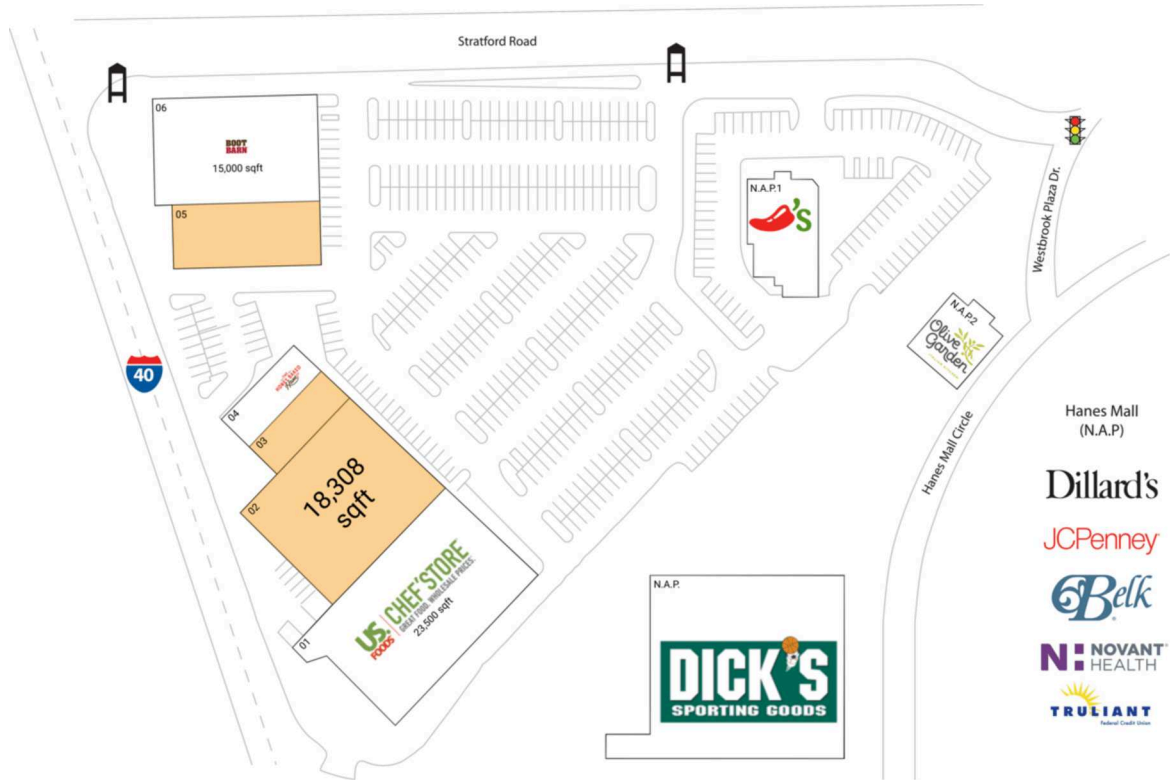 Stratford Road
06
BOOT
BARN
15,000 sqft
05
N.A.P.1
'S
Westbrook Plaza Dr.
N.A.P.2
Olive
Garden
40
04
03
02
18,308
sqft
01
US.
FOODS
CHEF'STORE
GREAT FOOD. WHOLESALE PRICES.
23,500 sqft
Hanes Mall Circle
N.A.P.
DICK'S
SPORTING GOODS
Hanes Mall
(N.A.P)
Dillard's
JCPenney
Belk
N
NOVANT
HEALTH
TRULIANT
Federal Credit Union